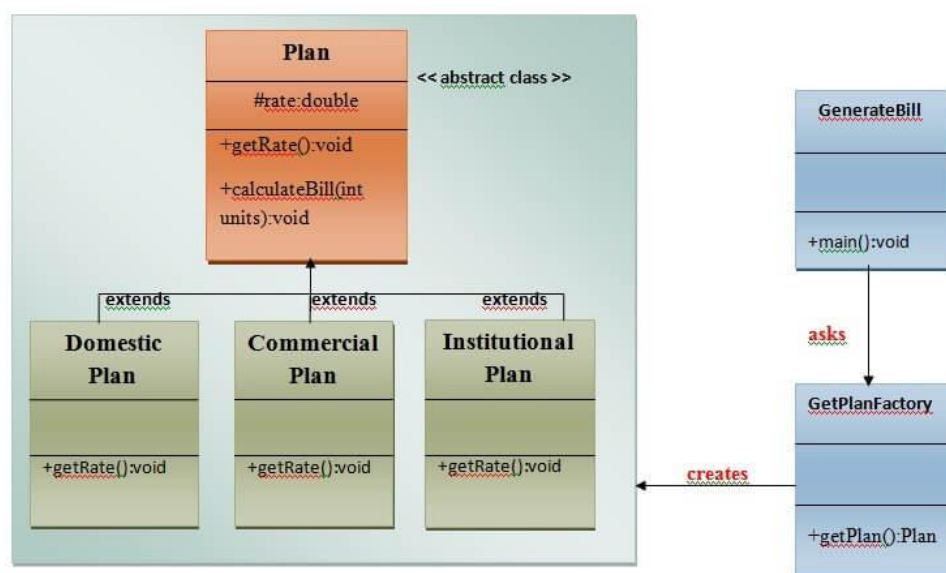 Plan
<< abstract class >>
#rate:double
+getRate():void
+calculateBill(int
units):void
extends
extends
extends
Domestic
Plan
+getRate():void
Commercial
Plan
+getRate():void
Institutional
Plan
+getRate():void
GenerateBill
+main():void
asks
GetPlanFactory
+getPlan():Plan
creates